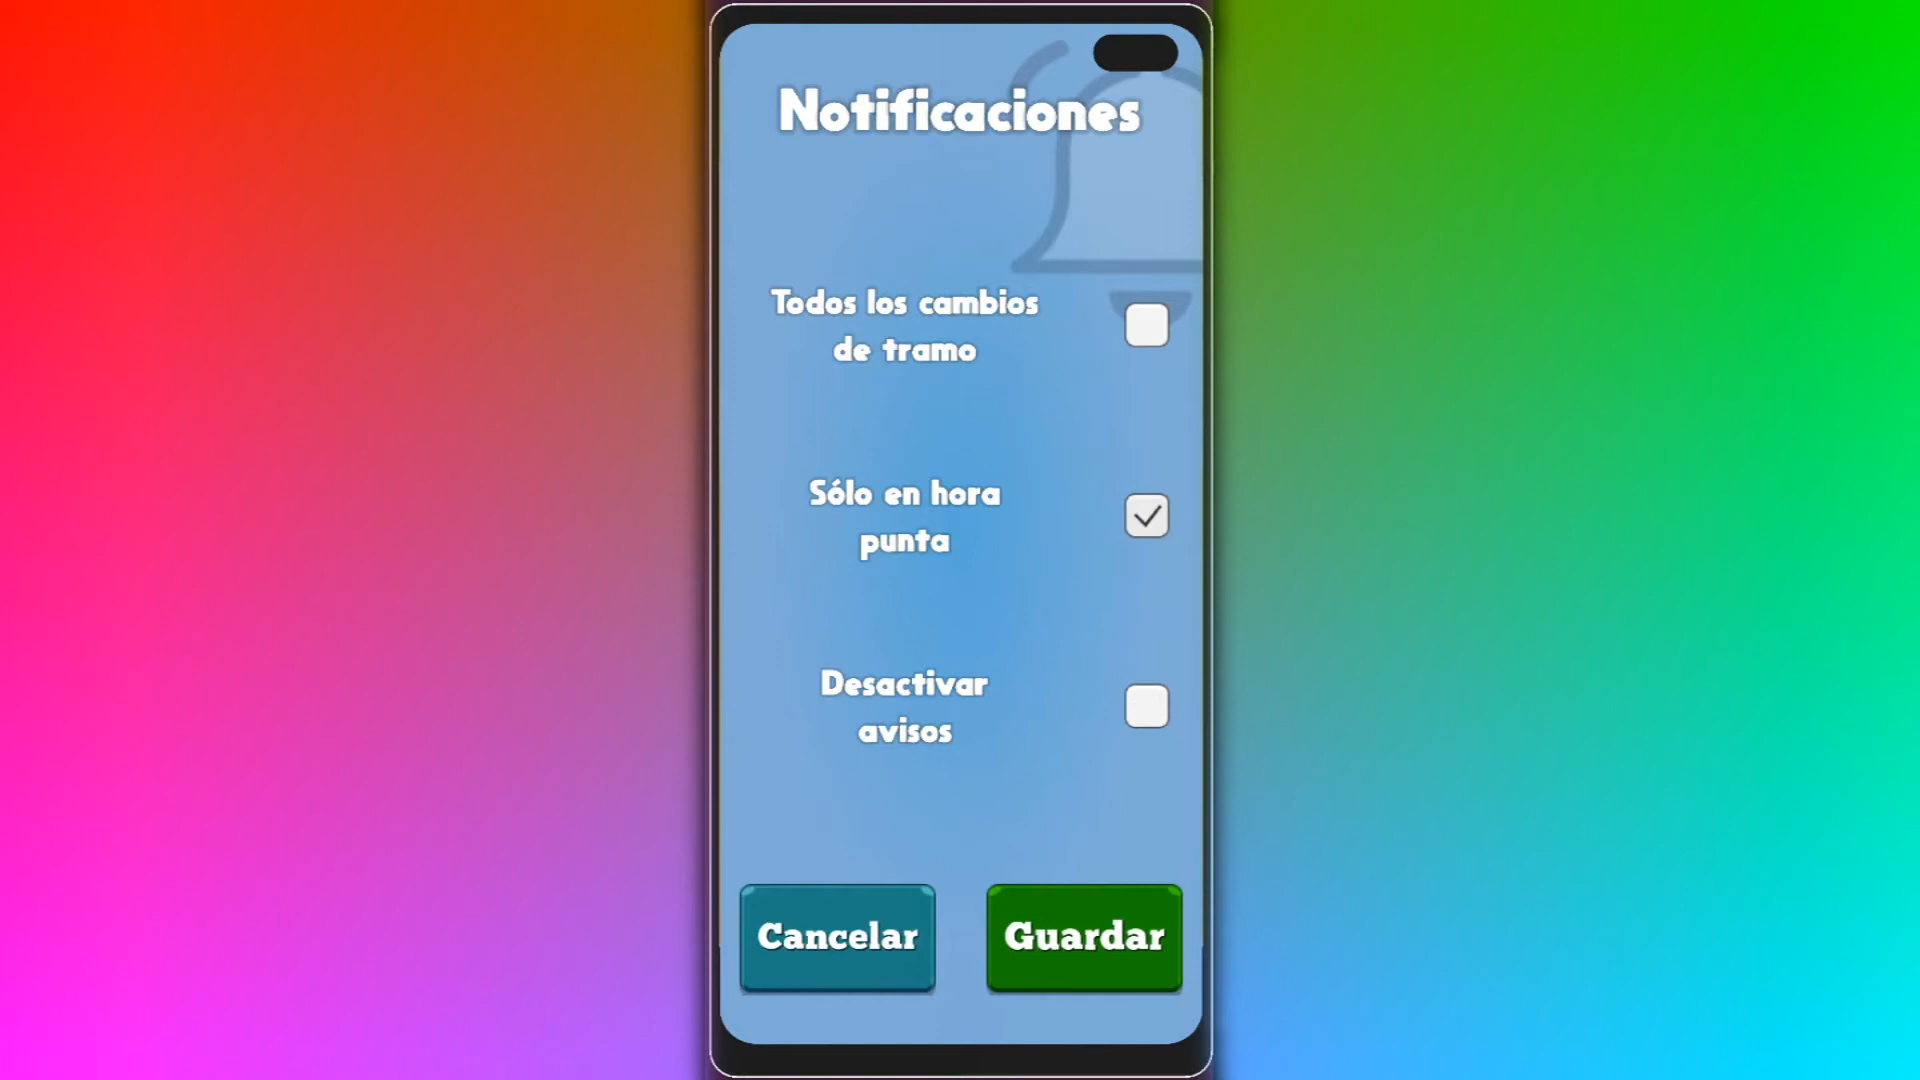 Notificaciones
Todos los cambios
de tramo
Sólo en hora
punta
Desactivar
avisos
Cancelar
Guardar